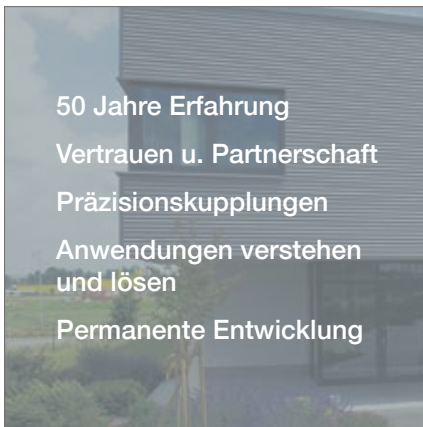 50 Jahre Erfahrung
Vertrauen u. Partnerschaft
Präzisionskupplungen
Anwendungen verstehen
und lösen
Permanente Entwicklung